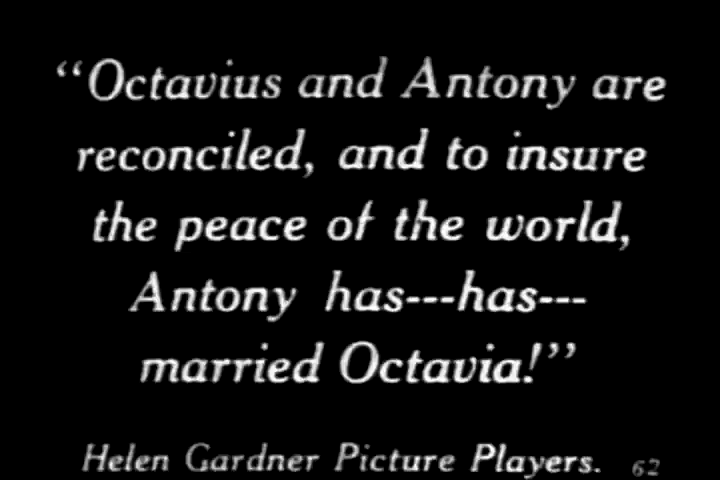 “Octavius and Antony are
reconciled, and to insure
the peace of the world,
Antony has---has---
married Octavia!”
Helen Gardner Picture Players. 62